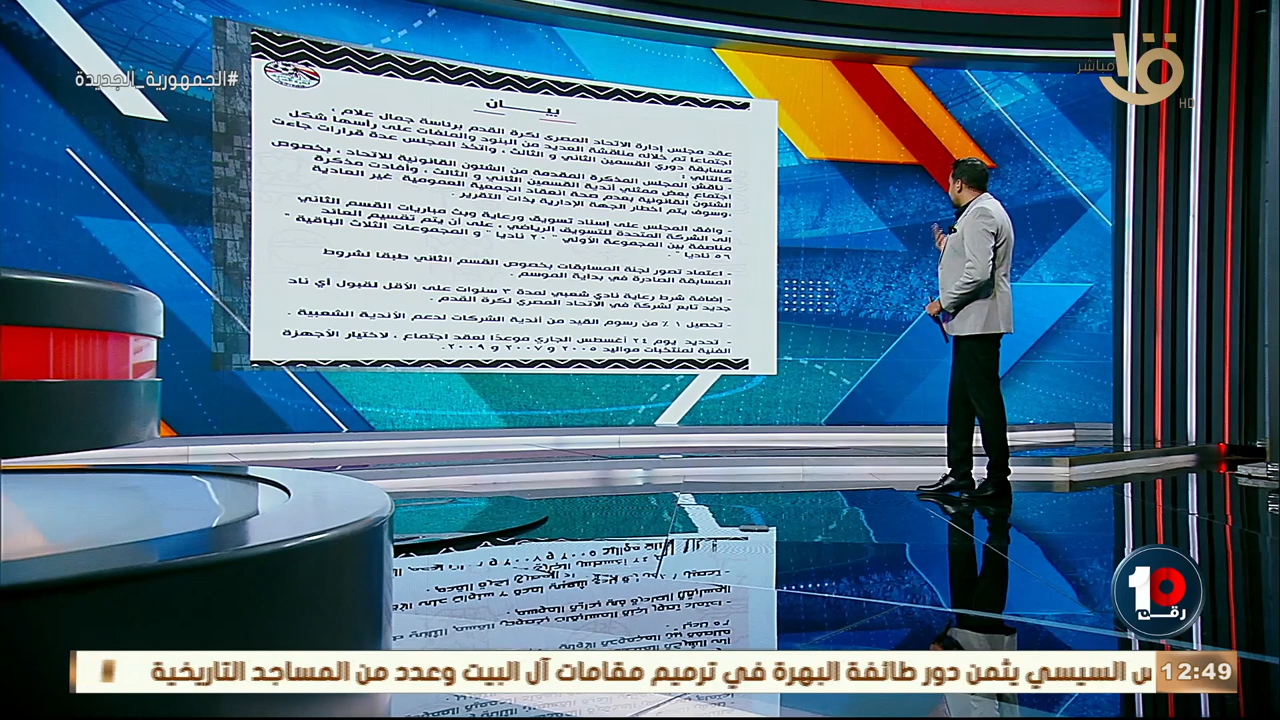 #الجمهورية_الجديدة
مباشر
HD
بيـــــان
عقد مجلس إدارة الاتحاد المصري لكرة القدم برئاسة جمال علام ،
اجتماعا تم خلاله مناقشة العديد من البنود والملفات على رأسها شكل
مسابقة دوري القسمين الثاني و الثالث ، واتخذ المجلس عدة قرارات جاءت
كالتالي :
- ناقش المجلس المذكرة المقدمة من الشئون القانونية للاتحاد ، بخصوص
اجتماع بعض ممثلي أندية القسمين الثاني و الثالث ، وأفادت مذكرة
الشئون القانونية بعدم صحة انعقاد الجمعية العمومية غير العادية
،وسوف يتم أخطار الجهة الإدارية بذات التقرير .
- وافق المجلس على إسناد تسويق ورعاية وبث مباريات القسم الثاني
إلى الشركة المتحدة للتسويق الرياضي ، على أن يتم تقسيم العائد
مناصفة بين المجموعة الأولي " ٢٠ ناديا " و المجموعات الثلاث الباقية "
٥٦ ناديا " .
- اعتماد تصور لجنة المسابقات بخصوص القسم الثاني طبقا لشروط
المسابقة الصادرة في بداية الموسم .
- إضافة شرط رعاية نادي شعبي لمدة ٣ سنوات على الأقل لقبول أي ناد
جديد تابع لشركة في الاتحاد المصري لكرة القدم .
- تحصيل ١ ٪ من رسوم القيد من أندية الشركات لدعم الأندية الشعبية .
- تحديد يوم ٢٤ أغسطس الجاري موعدًا لعقد اجتماع ، لاختيار الأجهزة
الفنية لمنتخبات مواليد ٢٠٠٥ و ٢٠٠٧ و ٢٠٠٩.
10
رقم
12:49
س السيسي يثمن دور طائفة البهرة في ترميم مقامات آل البيت وعدد من المساجد التاريخية